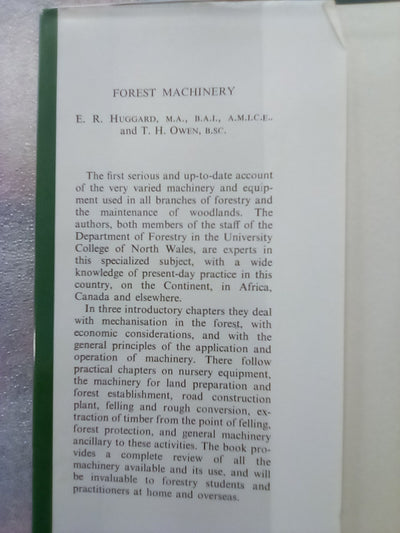 FOREST MACHINERY
E. R. HUGGARD, M.A., B.A.I., A.M.I.C.E.,
and T. H. OWEN, B.SC.
The first serious and up-to-date account
of the very varied machinery and equip-
ment used in all branches of forestry and
the maintenance of woodlands. The
authors, both members of the staff of the
Department of Forestry in the University
College of North Wales, are experts in
this specialized subject, with a wide
knowledge of present-day practice in this
country, on the Continent, in Africa,
Canada and elsewhere.
In three introductory chapters they deal
with mechanisation in the forest, with
economic considerations, and with the
general principles of the application and
operation of machinery. There follow
practical chapters on nursery equipment,
the machinery for land preparation and
forest establishment, road construction
plant, felling and rough conversion, ex-
traction of timber from the point of felling,
forest protection, and general machinery
ancillary to these activities. The book pro-
vides a complete review of all the
machinery available and its use, and will
be invaluable to forestry students and
practitioners at home and overseas.